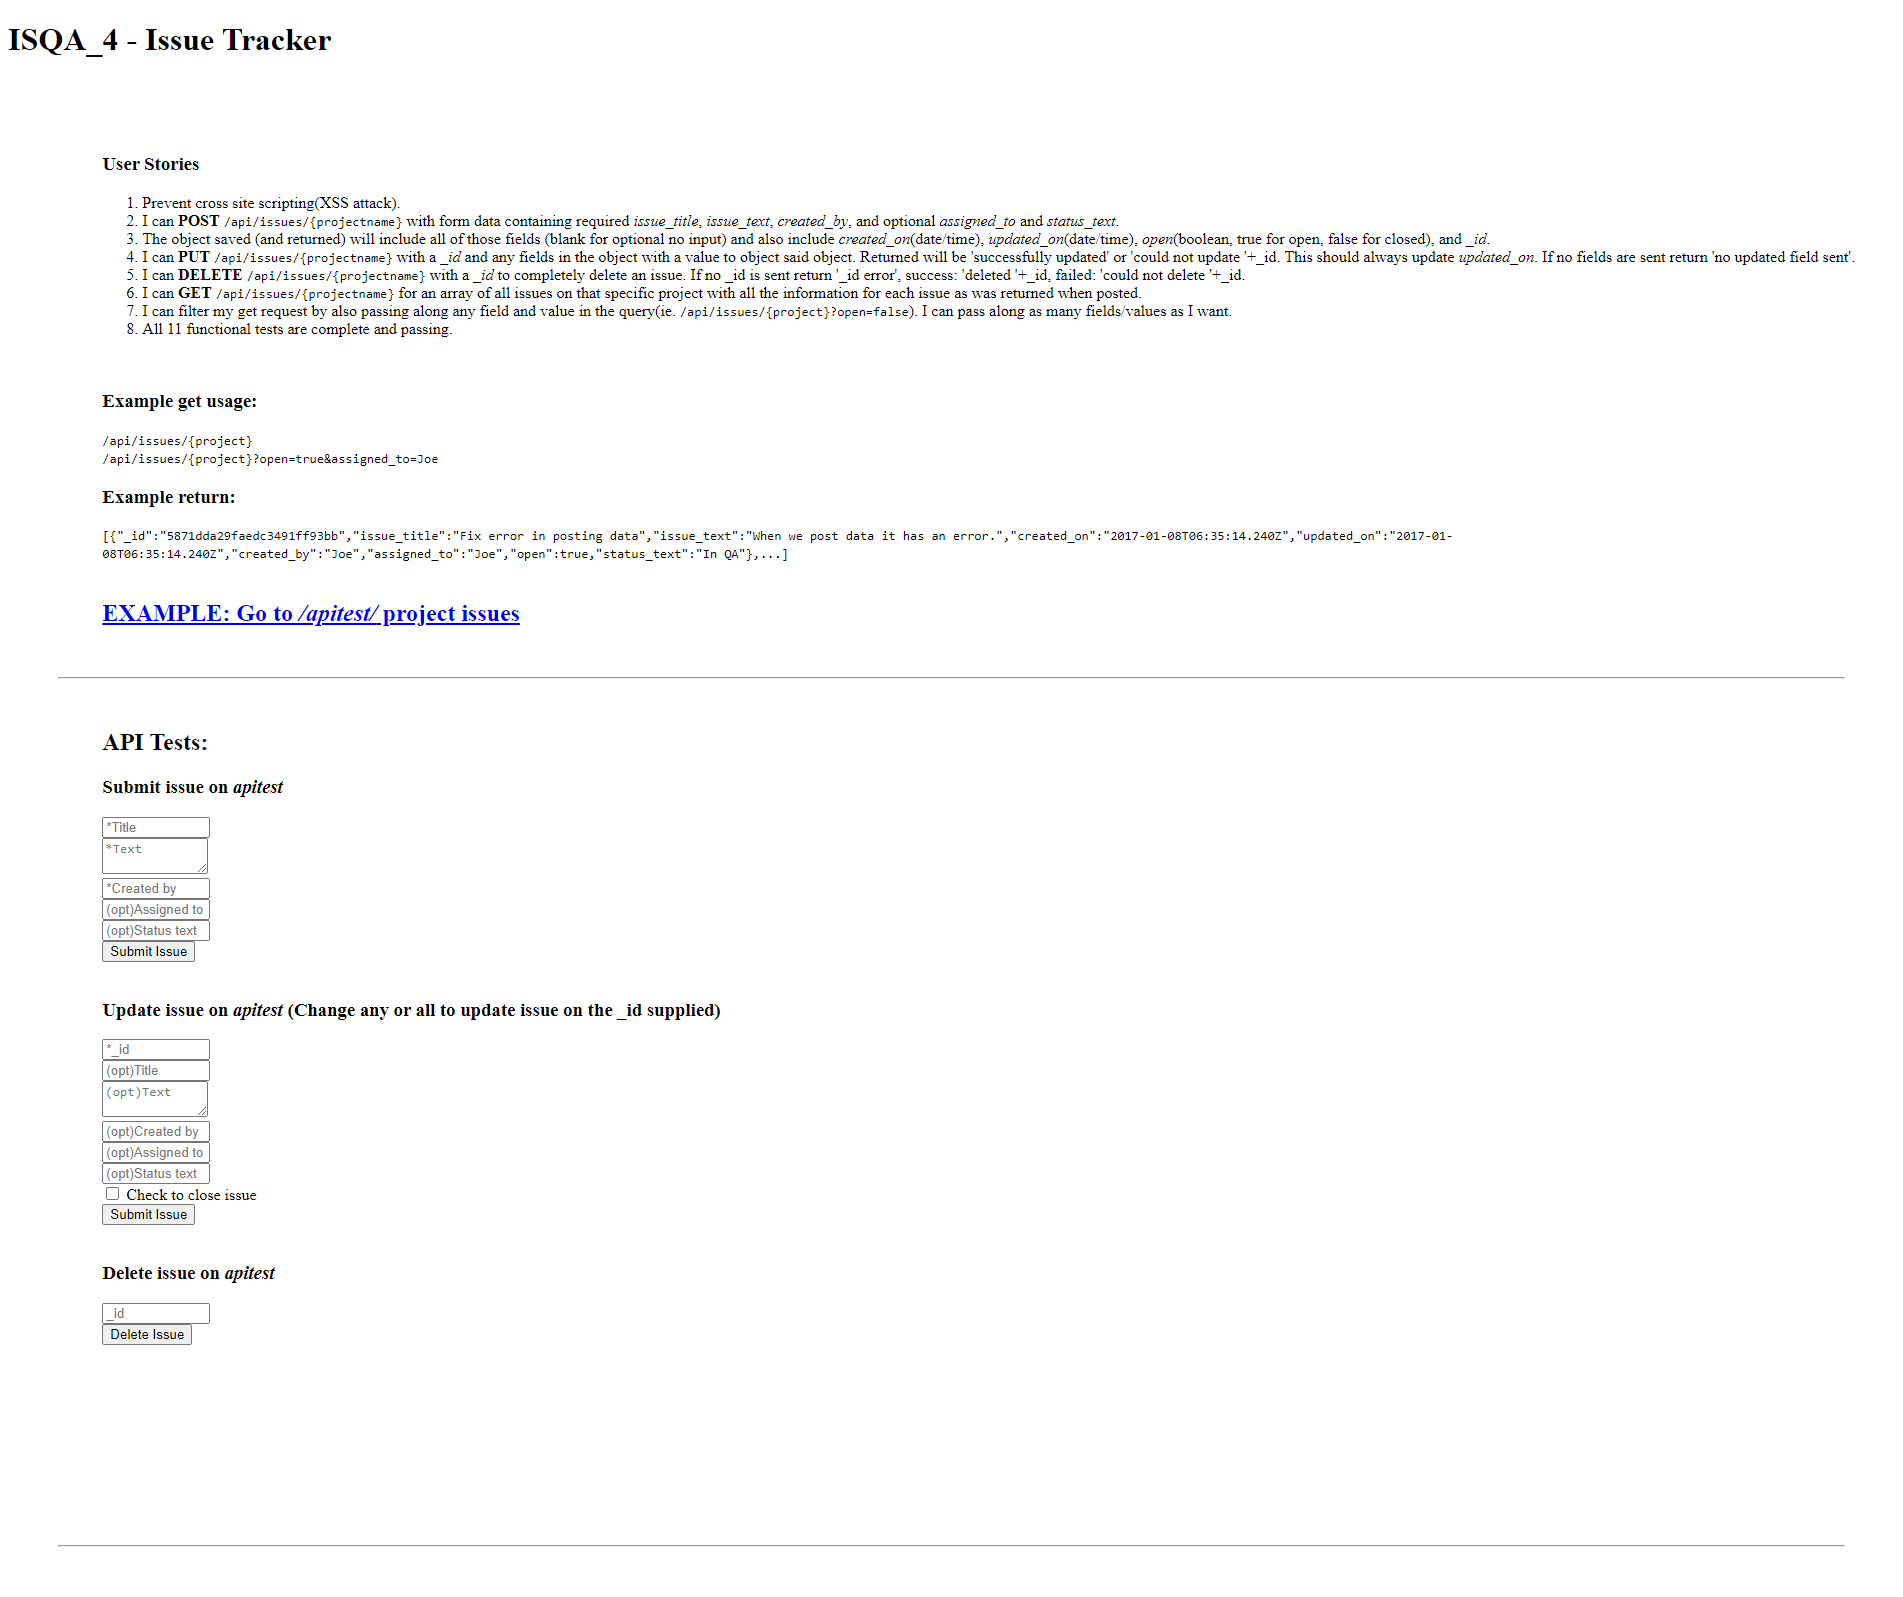 ISQA_4 - Issue Tracker
User Stories
1. Prevent cross site scripting(XSS attack).
2. I can POST /api/issues/{projectname} with form data containing required issue_title, issue_text, created_by, and optional assigned_to and status_text.
3. The object saved (and returned) will include all of those fields (blank for optional no input) and also include created_on(date/time), updated_on(date/time), open(boolean, true for open, false for closed), and _id.
4. I can PUT /api/issues/{projectname} with a _id and any fields in the object with a value to object said object. Returned will be 'successfully updated' or 'could not update '+_id. This should always update updated_on. If no fields are sent return 'no updated field sent'.
5. I can DELETE /api/issues/{projectname} with a _id to completely delete an issue. If no _id is sent return '_id error', success: 'deleted '+_id, failed: 'could not delete '+_id.
6. I can GET /api/issues/{projectname} for an array of all issues on that specific project with all the information for each issue as was returned when posted.
7. I can filter my get request by also passing along any field and value in the query(ie. /api/issues/{project}?open=false). I can pass along as many fields/values as I want.
8. All 11 functional tests are complete and passing.
Example get usage:
/api/issues/{project}
/api/issues/{project}?open=true&assigned_to=Joe
Example return:
[{"_id":"5871dda29faedc3491ff93bb","issue_title":"Fix error in posting data","issue_text":"When we post data it has an error.","created_on":"2017-01-08T06:35:14.240Z","updated_on":"2017-01-
08T06:35:14.240Z","created_by":"Joe","assigned_to":"Joe","open":true,"status_text":"In QA"},...]
EXAMPLE: Go to /apitest/ project issues
API Tests:
Submit issue on apitest
*Title
*Text
*Created by
(opt)Assigned to
(opt)Status text
Submit Issue
Update issue on apitest (Change any or all to update issue on the _id supplied)
*_id
(opt)Title
(opt)Text
(opt)Created by
(opt)Assigned to
(opt)Status text
Check to close issue
Submit Issue
Delete issue on apitest
_id
Delete Issue